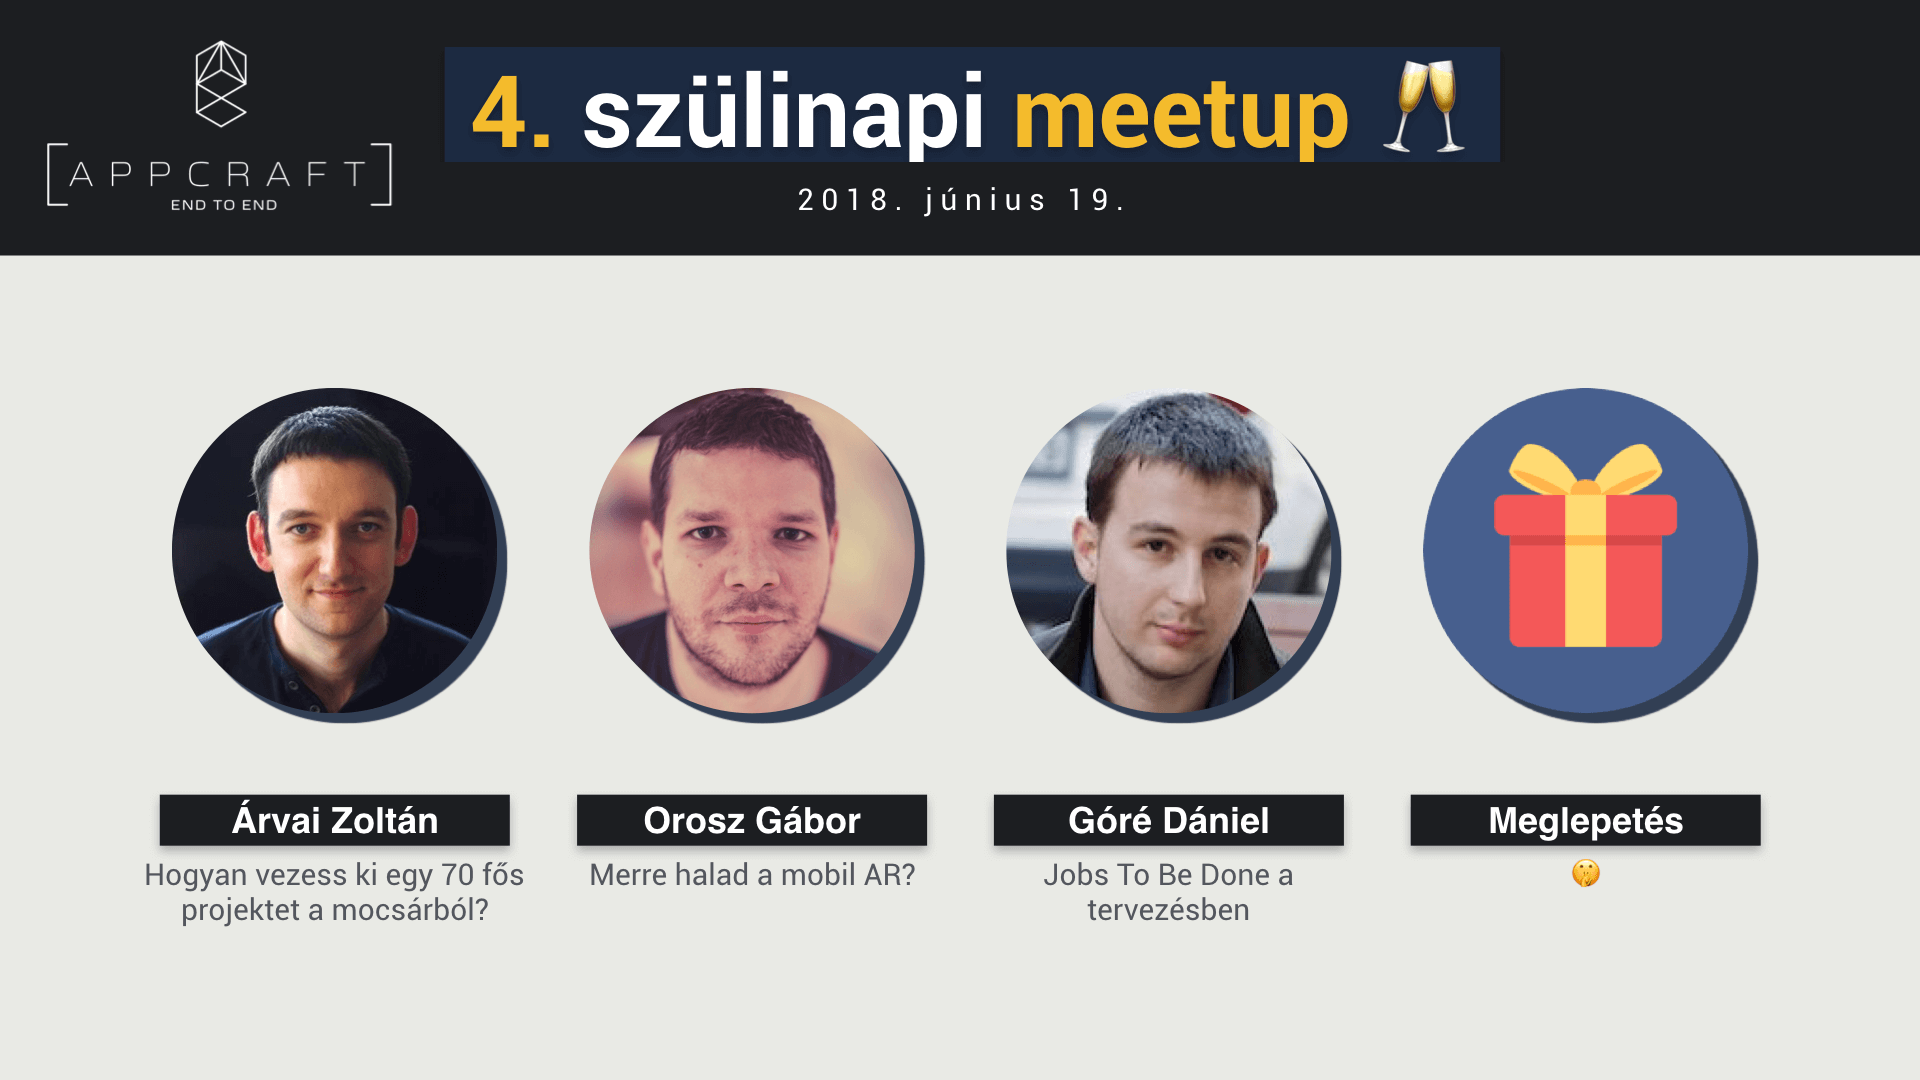 APPCRAFT
END TO END
4. szülinapi meetup 🥂
2018. június 19.
Árvai Zoltán
Hogyan vezess ki egy 70 fős
projektet a mocsárból?
Orosz Gábor
Merre halad a mobil AR?
Góré Dániel
Jobs To Be Done a
tervezésben
Meglepetés
🤫